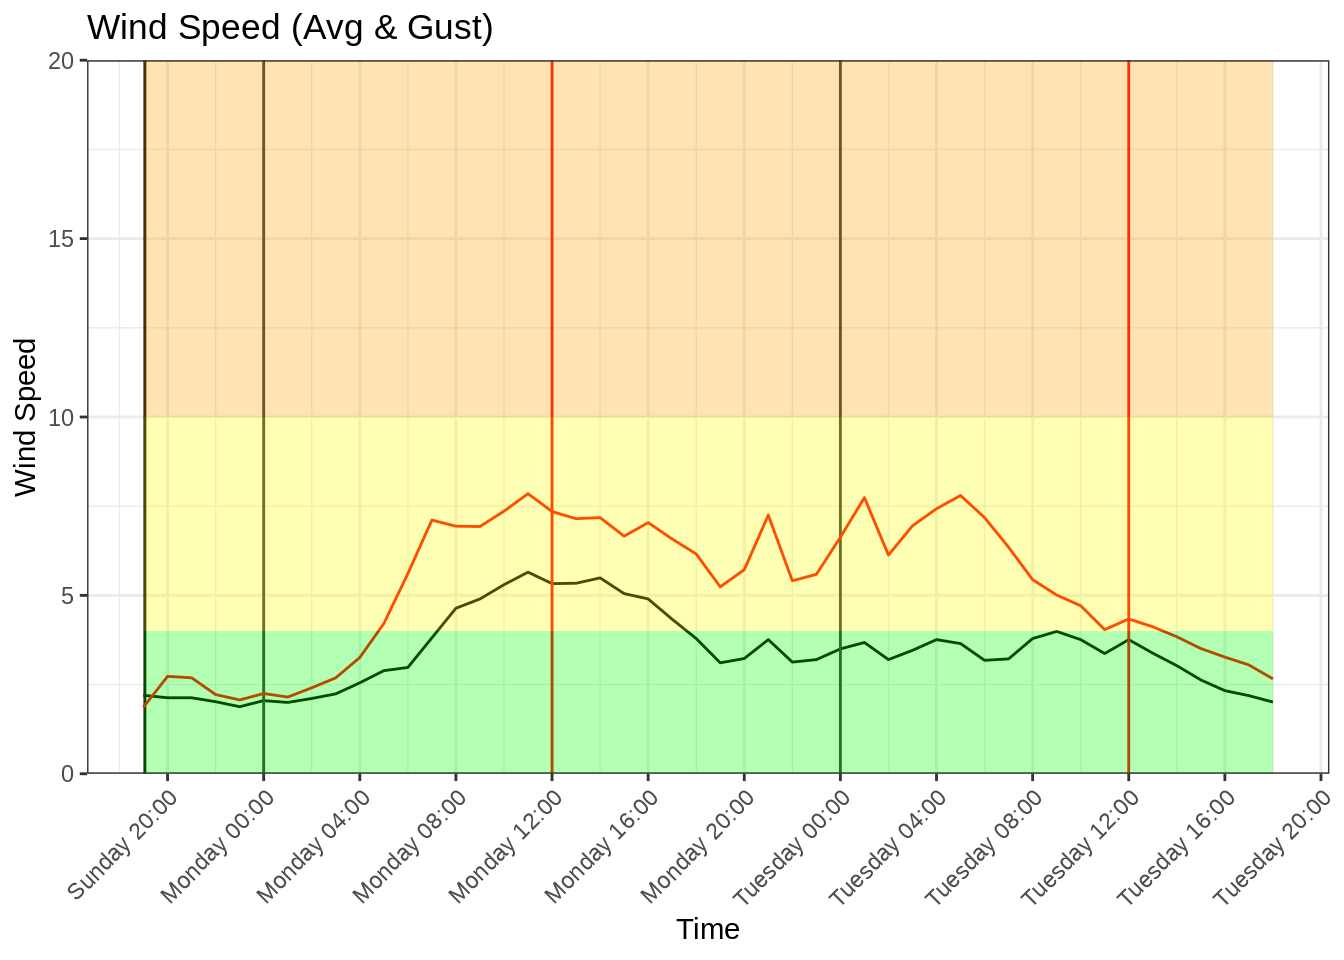 Wind Speed (Avg & Gust)
20
15
10
5
0
Wind Speed
Sunday 20:00
Monday 00:00
Monday 04:00
Monday 08:00
Monday 12:00
Monday 16:00
Monday 20:00
Tuesday 00:00
Tuesday 04:00
Tuesday 08:00
Tuesday 12:00
Tuesday 16:00
Tuesday 20:00
Time